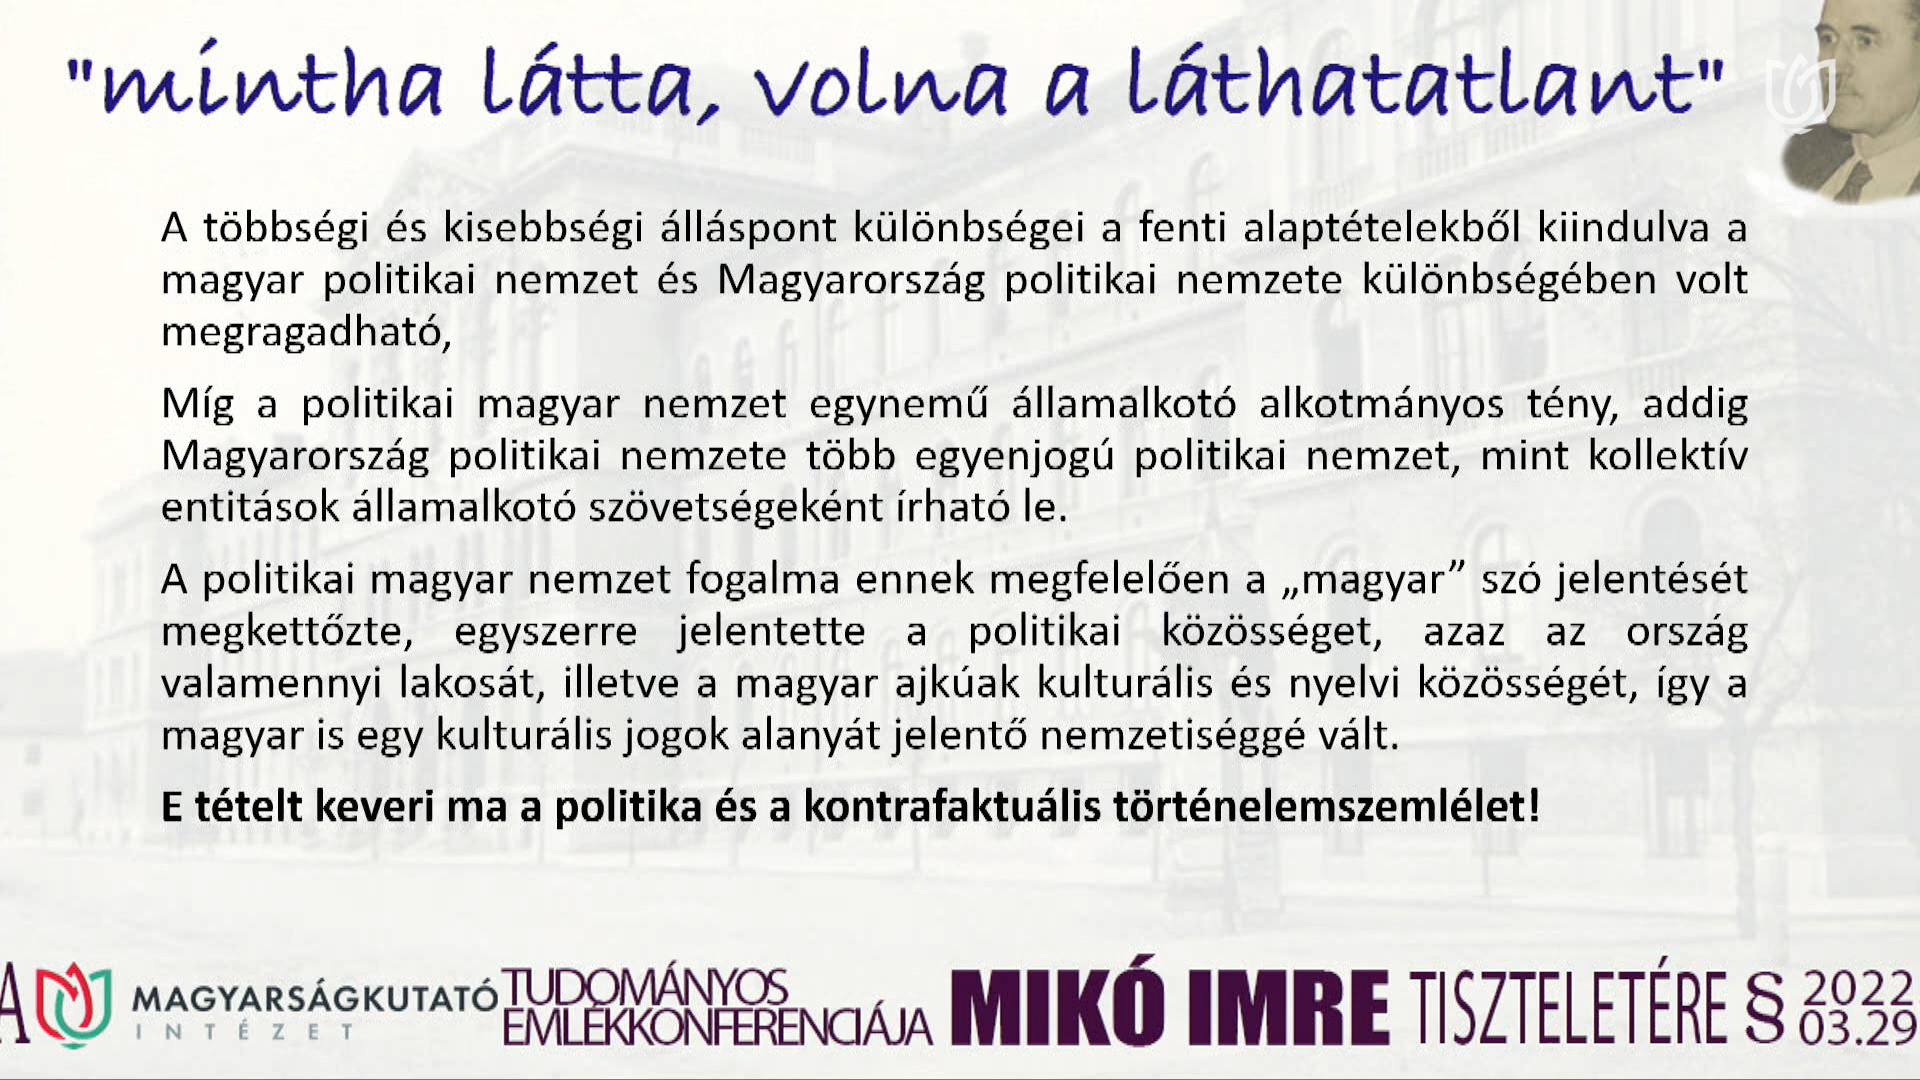 "mintha látta, volna a láthatatlant"
A többségi és kisebbségi álláspont különbségei a fenti alaptételekből kiindulva a
magyar politikai nemzet és Magyarország politikai nemzete különbségében volt
megragadható,
Míg a politikai magyar nemzet egynemű államalkotó alkotmányos tény, addig
Magyarország politikai nemzete több egyenjogú politikai nemzet, mint kollektív
entitások államalkotó szövetségeként írható le.
A politikai magyar nemzet fogalma ennek megfelelően a „magyar” szó jelentését
megkettőzte, egyszerre jelentette a politikai közösséget, azaz az ország
valamennyi lakosát, illetve a magyar ajkúak kulturális és nyelvi közösségét, így a
magyar is egy kulturális jogok alanyát jelentő nemzetiséggé vált.
E tételt keveri ma a politika és a kontrafaktuális történelemszemlélet!
A MAGYARSÁGKUTATÓ
INTÉZET
TUDOMÁNYOS
EMLÉKKONFERENCIÁJA
MIKÓ IMRE TISZTELETÉRE §
2022
03.29